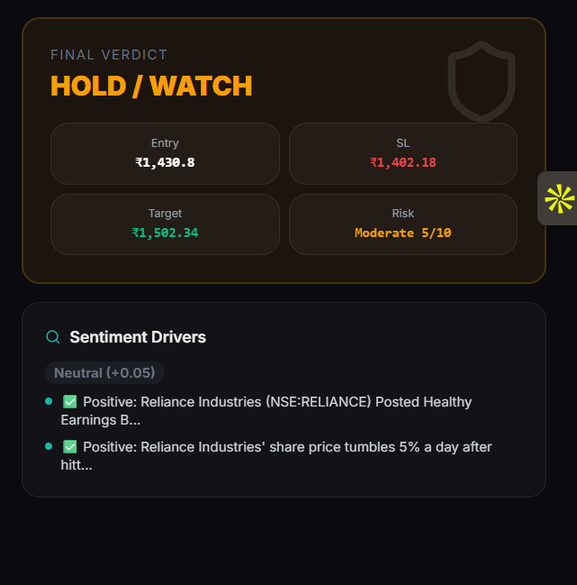 FINAL VERDICT
HOLD / WATCH
Entry
₹1,430.8
SL
₹1,402.18
Target
₹1,502.34
Risk
Moderate 5/10
Sentiment Drivers
Neutral (+0.05)
✅ Positive: Reliance Industries (NSE:RELIANCE) Posted Healthy
Earnings B...
✅ Positive: Reliance Industries' share price tumbles 5% a day after
hitt...